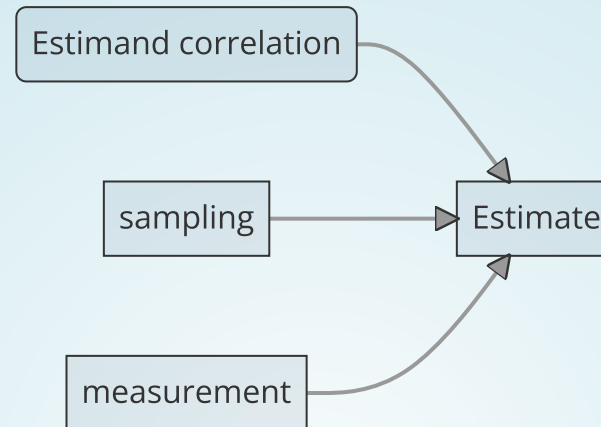 Estimand correlation
sampling
Estimate
measurement